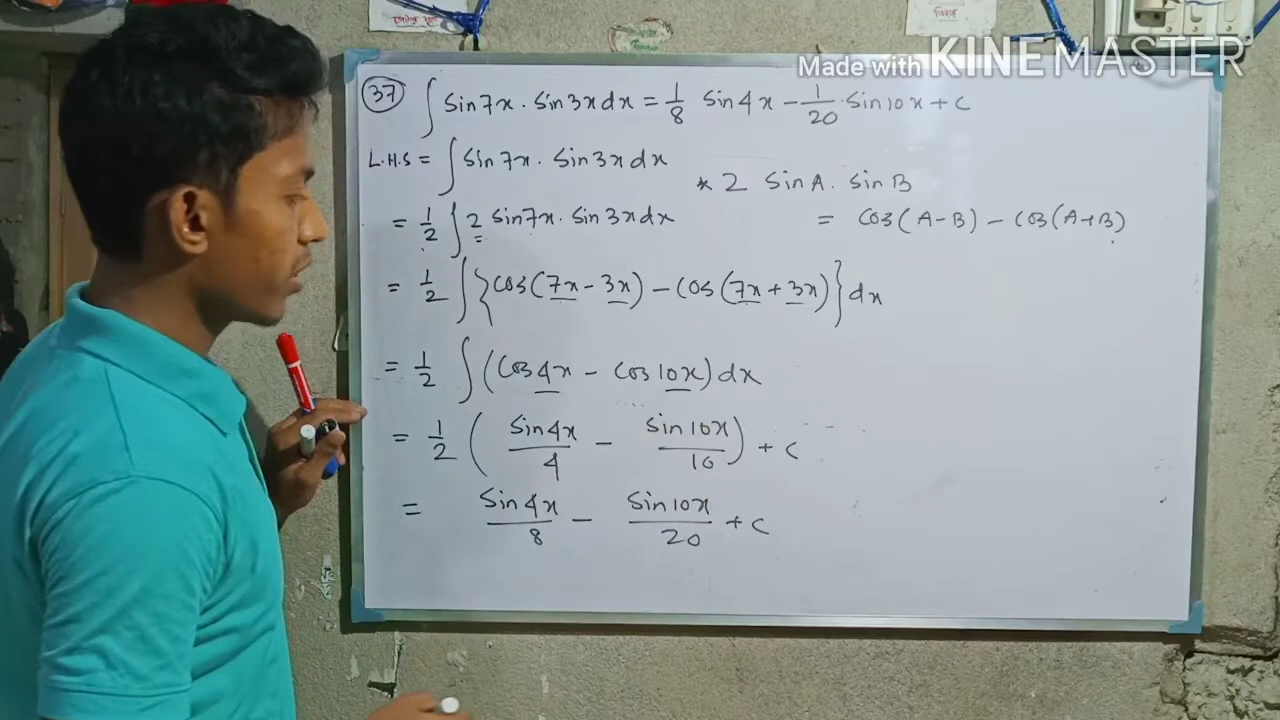 Made with KINEMASTER
37 ∫ Sin7x . Sin3x dx = 1/8 Sin4x - 1/20 . Sin10x + c
L.H.S = ∫ Sin7x . Sin3x dx
* 2 SinA . SinB
= 1/2 ∫ 2 Sin7x . Sin3x dx
= Cos(A-B) - Cos(A+B)
= 1/2 ∫ {Cos(7x - 3x) - Cos(7x + 3x)} dx
= 1/2 ∫ (Cos4x - Cos10x) dx
= 1/2 ( Sin4x/4 - Sin10x/10 ) + c
= Sin4x/8 - Sin10x/20 + c